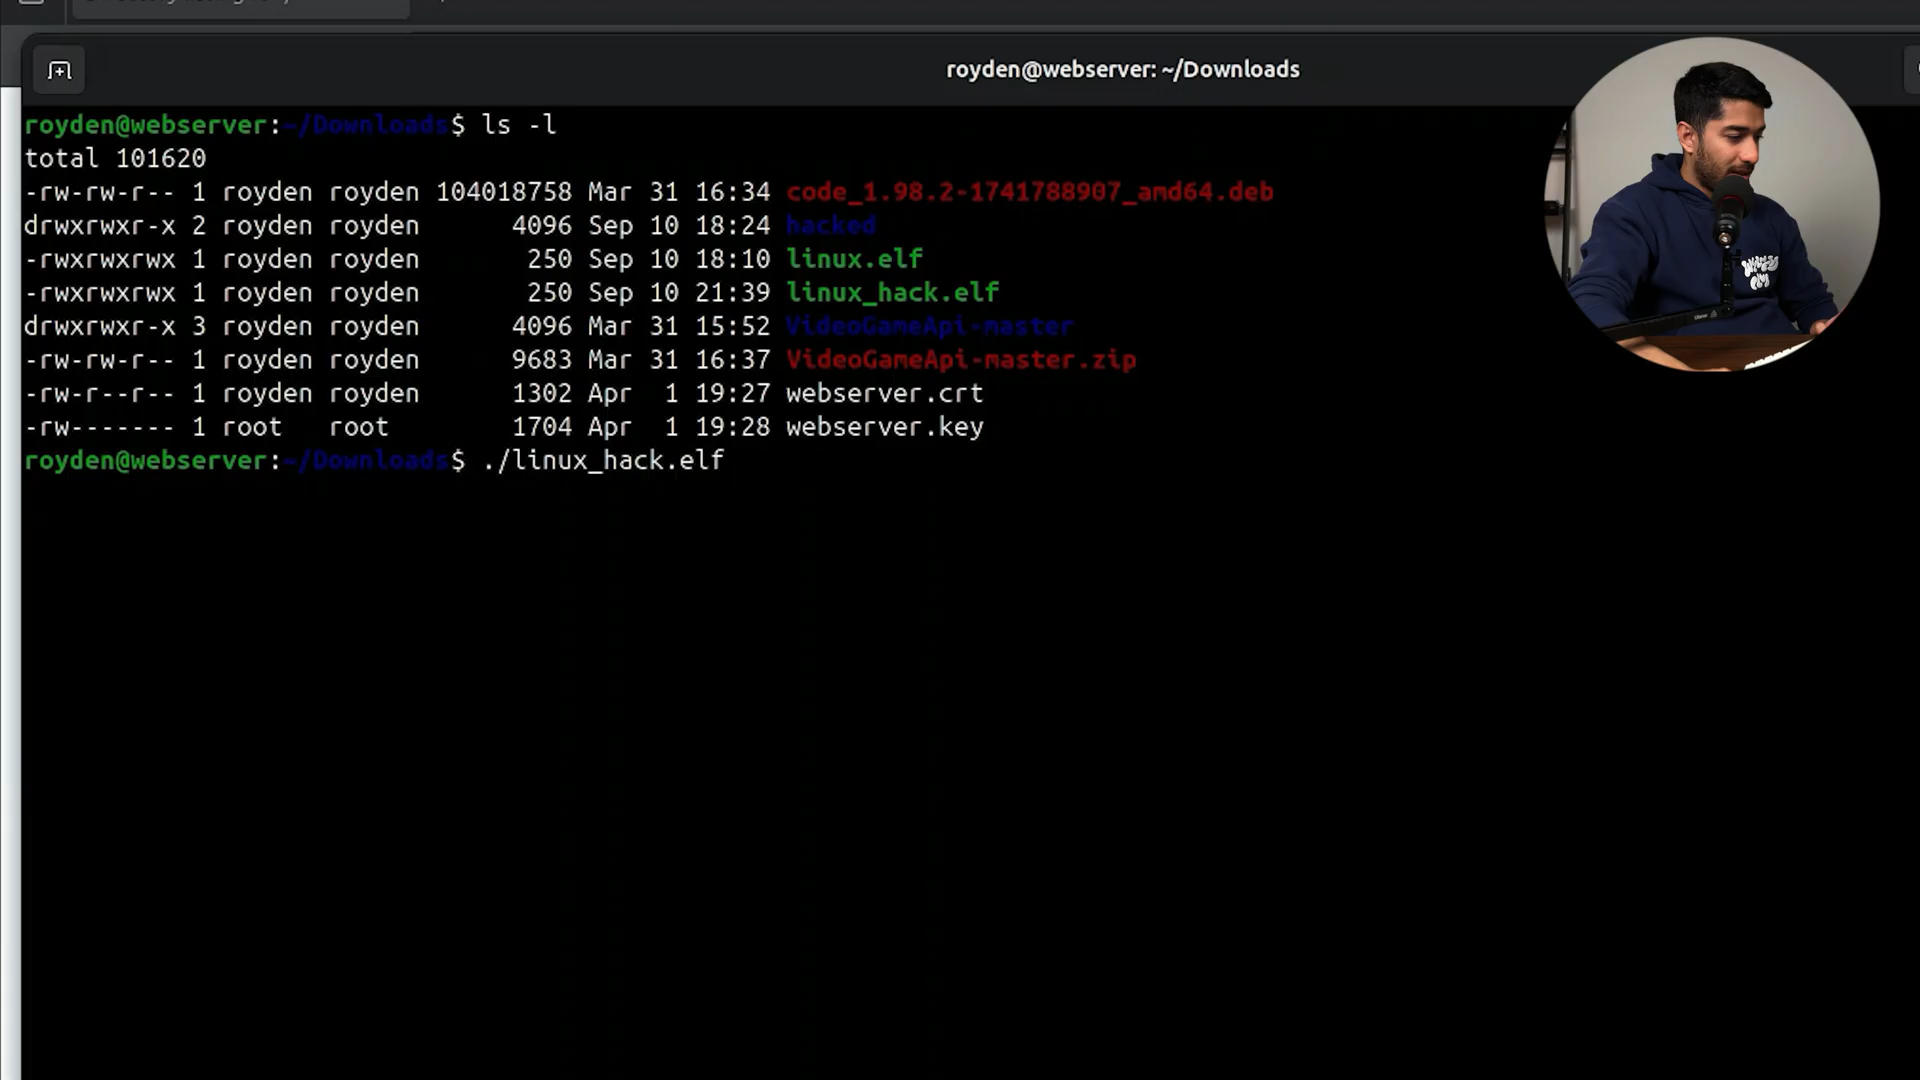 royden@webserver: ~/Downloads
royden@webserver:~/Downloads$ ls -l
total 101620
-rw-rw-r-- 1 royden royden 104018758 Mar 31 16:34 code_1.98.2-1741788907_amd64.deb
drwxrwxr-x 2 royden royden      4096 Sep 10 18:24 hacked
-rwxrwxrwx 1 royden royden       250 Sep 10 18:10 linux.elf
-rwxrwxrwx 1 royden royden       250 Sep 10 21:39 linux_hack.elf
drwxrwxr-x 3 royden royden      4096 Mar 31 15:52 VideoGameApi-master
-rw-rw-r-- 1 royden royden      9683 Mar 31 16:37 VideoGameApi-master.zip
-rw-r--r-- 1 royden royden      1302 Apr  1 19:27 webserver.crt
-rw------- 1 root   root        1704 Apr  1 19:28 webserver.key
royden@webserver:~/Downloads$ ./linux_hack.elf